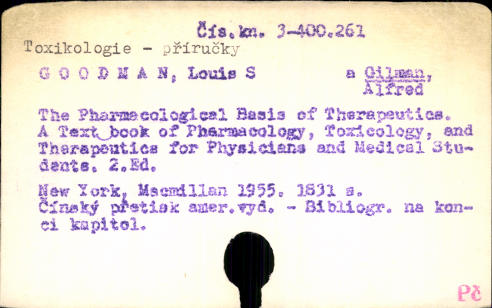 Čís.kn. 3-400.261
Toxikologie - příručky
G O O D M A N, Louis S a Gilman,
Alfred
The Pharmacological Basis of Therapeutics.
A Text book of Pharmacology, Toxicology, and
Therapeutics for Physicians and Medical Stu-
dents. 2.Ed.
New York, Macmillan 1955. 1831 s.
Čínský přetisk amer.vyd. - Bibliogr. na kon-
ci kapitol.
Pč